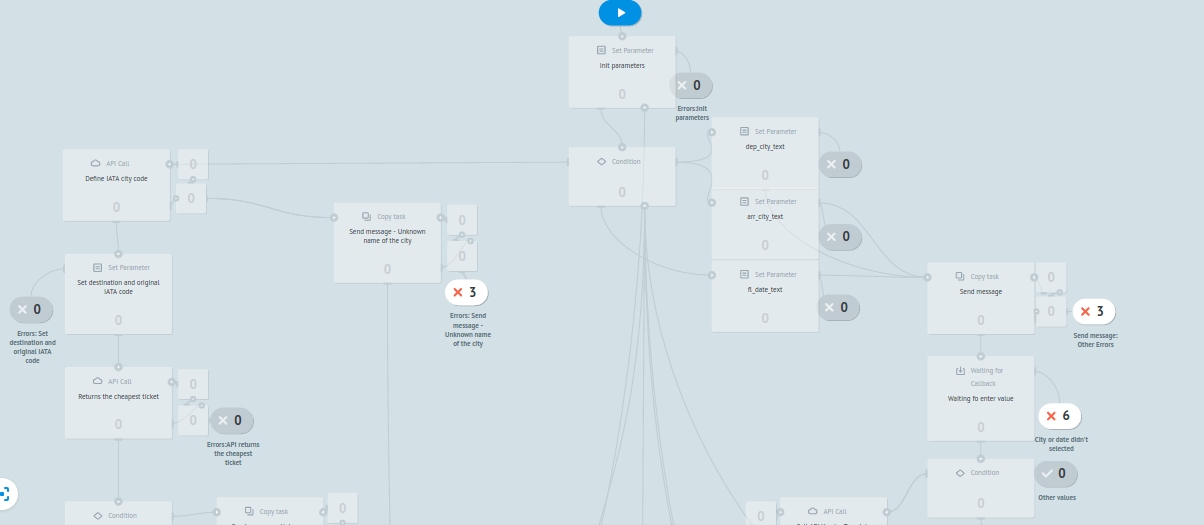 Set Parameter
Init parameters
0
0
Errors:Init
parameters
Set Parameter
dep_city_text
0
0
API Call
Define IATA city code
0
0
0
Condition
0
Set Parameter
arr_city_text
0
0
Copy task
Send message - Unknown
name of the city
0
0
0
3
Errors: Send
message -
Unknown name
of the city
Set Parameter
Set destination and original
IATA code
0
0
Errors: Set
destination and
original IATA
code
Set Parameter
fl_date_text
0
0
Copy task
Send message
0
0
0
3
Send message:
Other Errors
API Call
Returns the cheapest ticket
0
0
0
0
Errors:API returns
the cheapest
ticket
Waiting for
Callback
Waiting fo enter value
0
6
City or date didn't
selected
Condition
0
0
Other values
Condition
Copy task
0
0
API Call